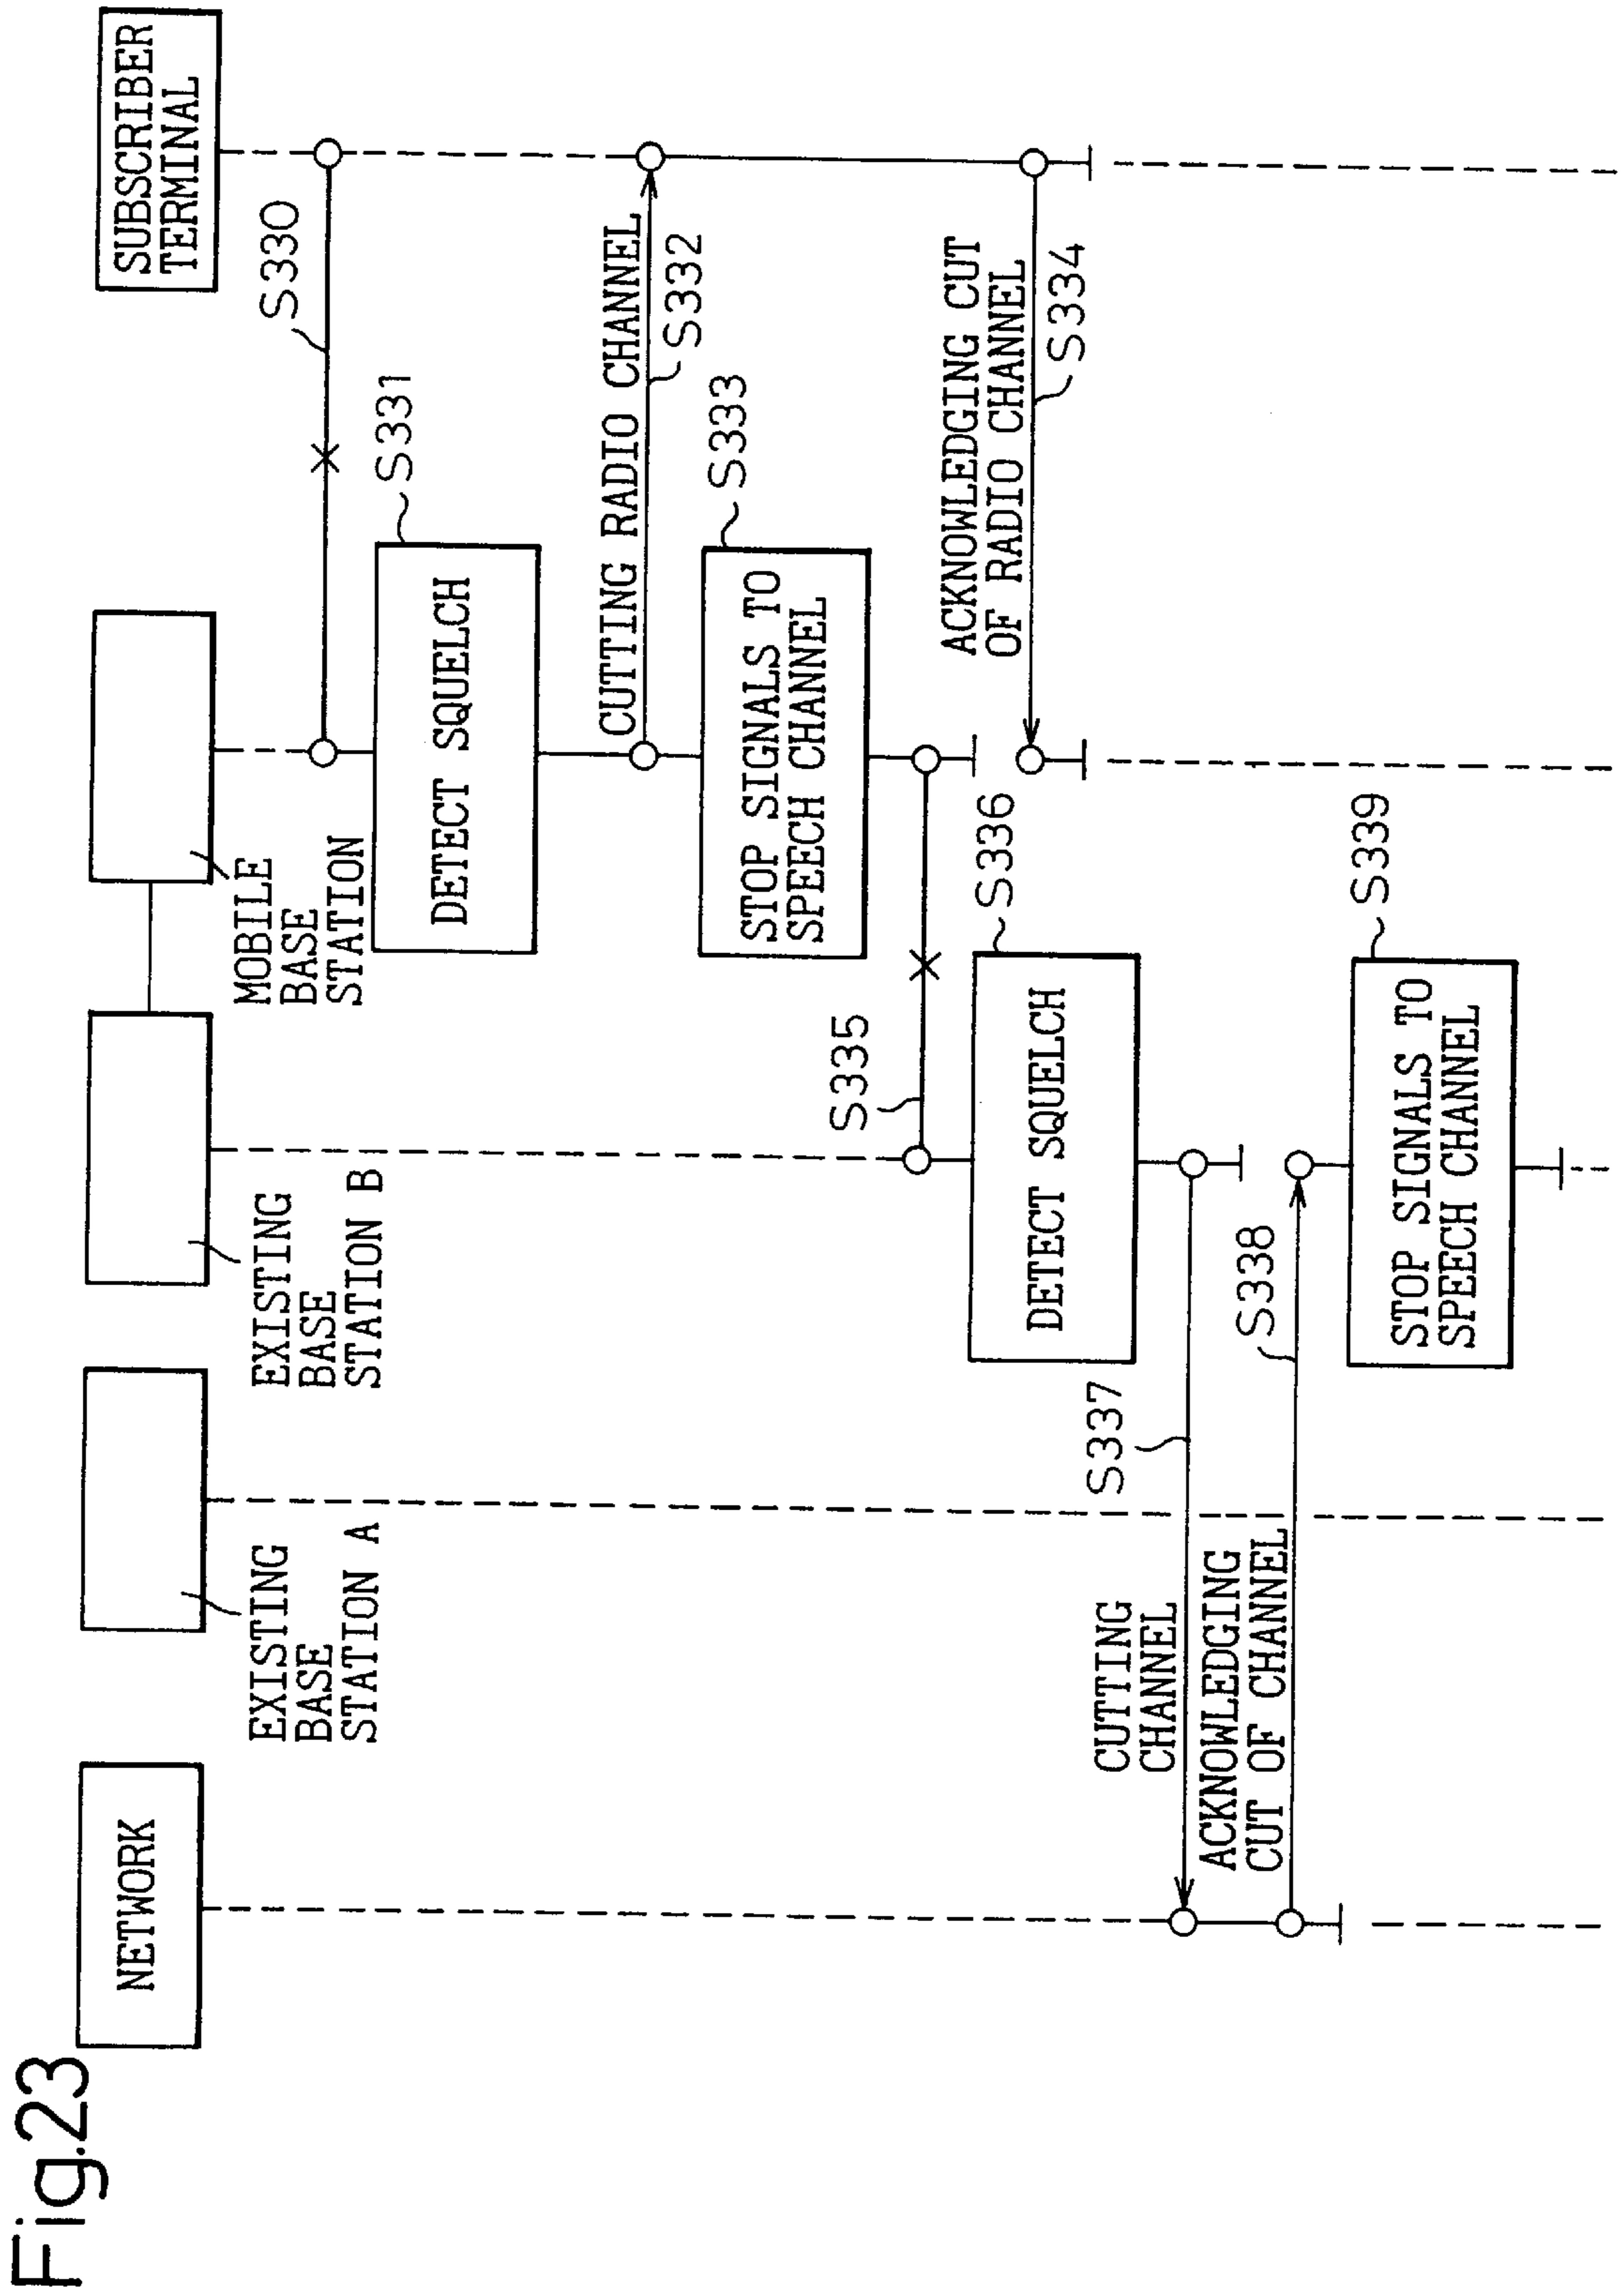 Fig.23
NETWORK
EXISTING
BASE
STATION A
EXISTING
BASE
STATION B
MOBILE
BASE
STATION
SUBSCRIBER
TERMINAL
S330
DETECT SQUELCH
S331
CUTTING RADIO CHANNEL
S332
STOP SIGNALS TO
SPEECH CHANNEL
S333
ACKNOWLEDGING CUT
OF RADIO CHANNEL
S334
S335
DETECT SQUELCH
S336
CUTTING
CHANNEL
S337
ACKNOWLEDGING
CUT OF CHANNEL
S338
STOP SIGNALS TO
SPEECH CHANNEL
S339